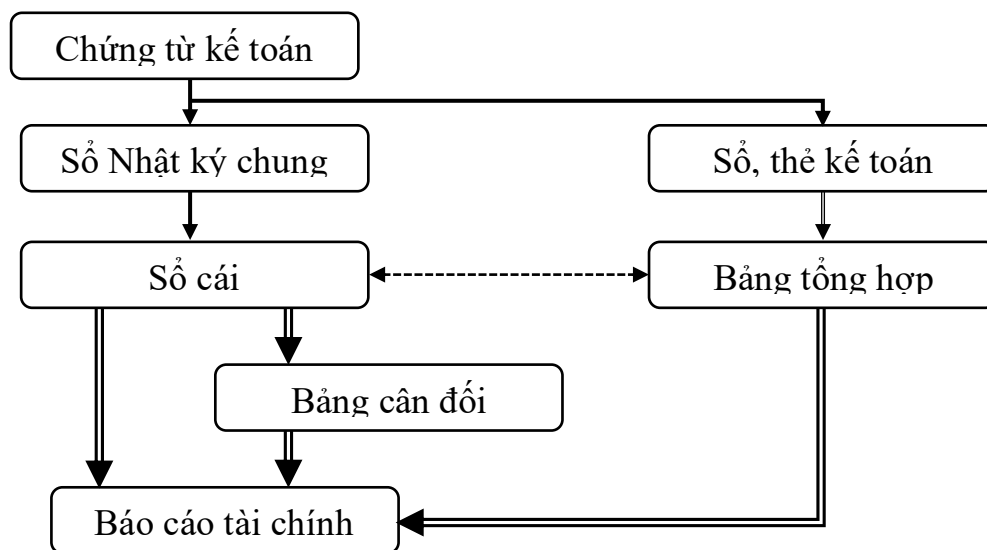 Chứng từ kế toán
Sổ Nhật ký chung
Sổ, thẻ kế toán
Sổ cái
Bảng tổng hợp
Bảng cân đối
Báo cáo tài chính